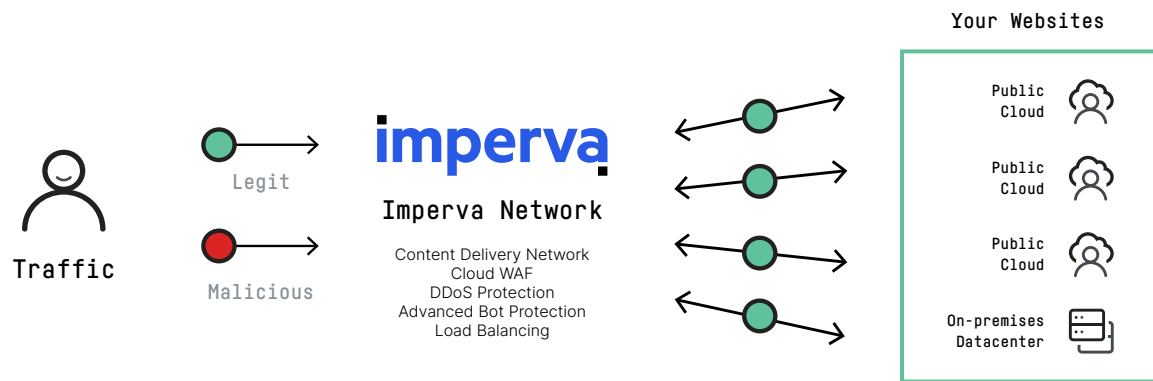 Your Websites
Public
Cloud
Legit
imperva
Public
Cloud
Imperva Network
Traffic
Malicious
Content Delivery Network
Cloud WAF
DDoS Protection
Advanced Bot Protection
Load Balancing
Public
Cloud
On-premises
Datacenter